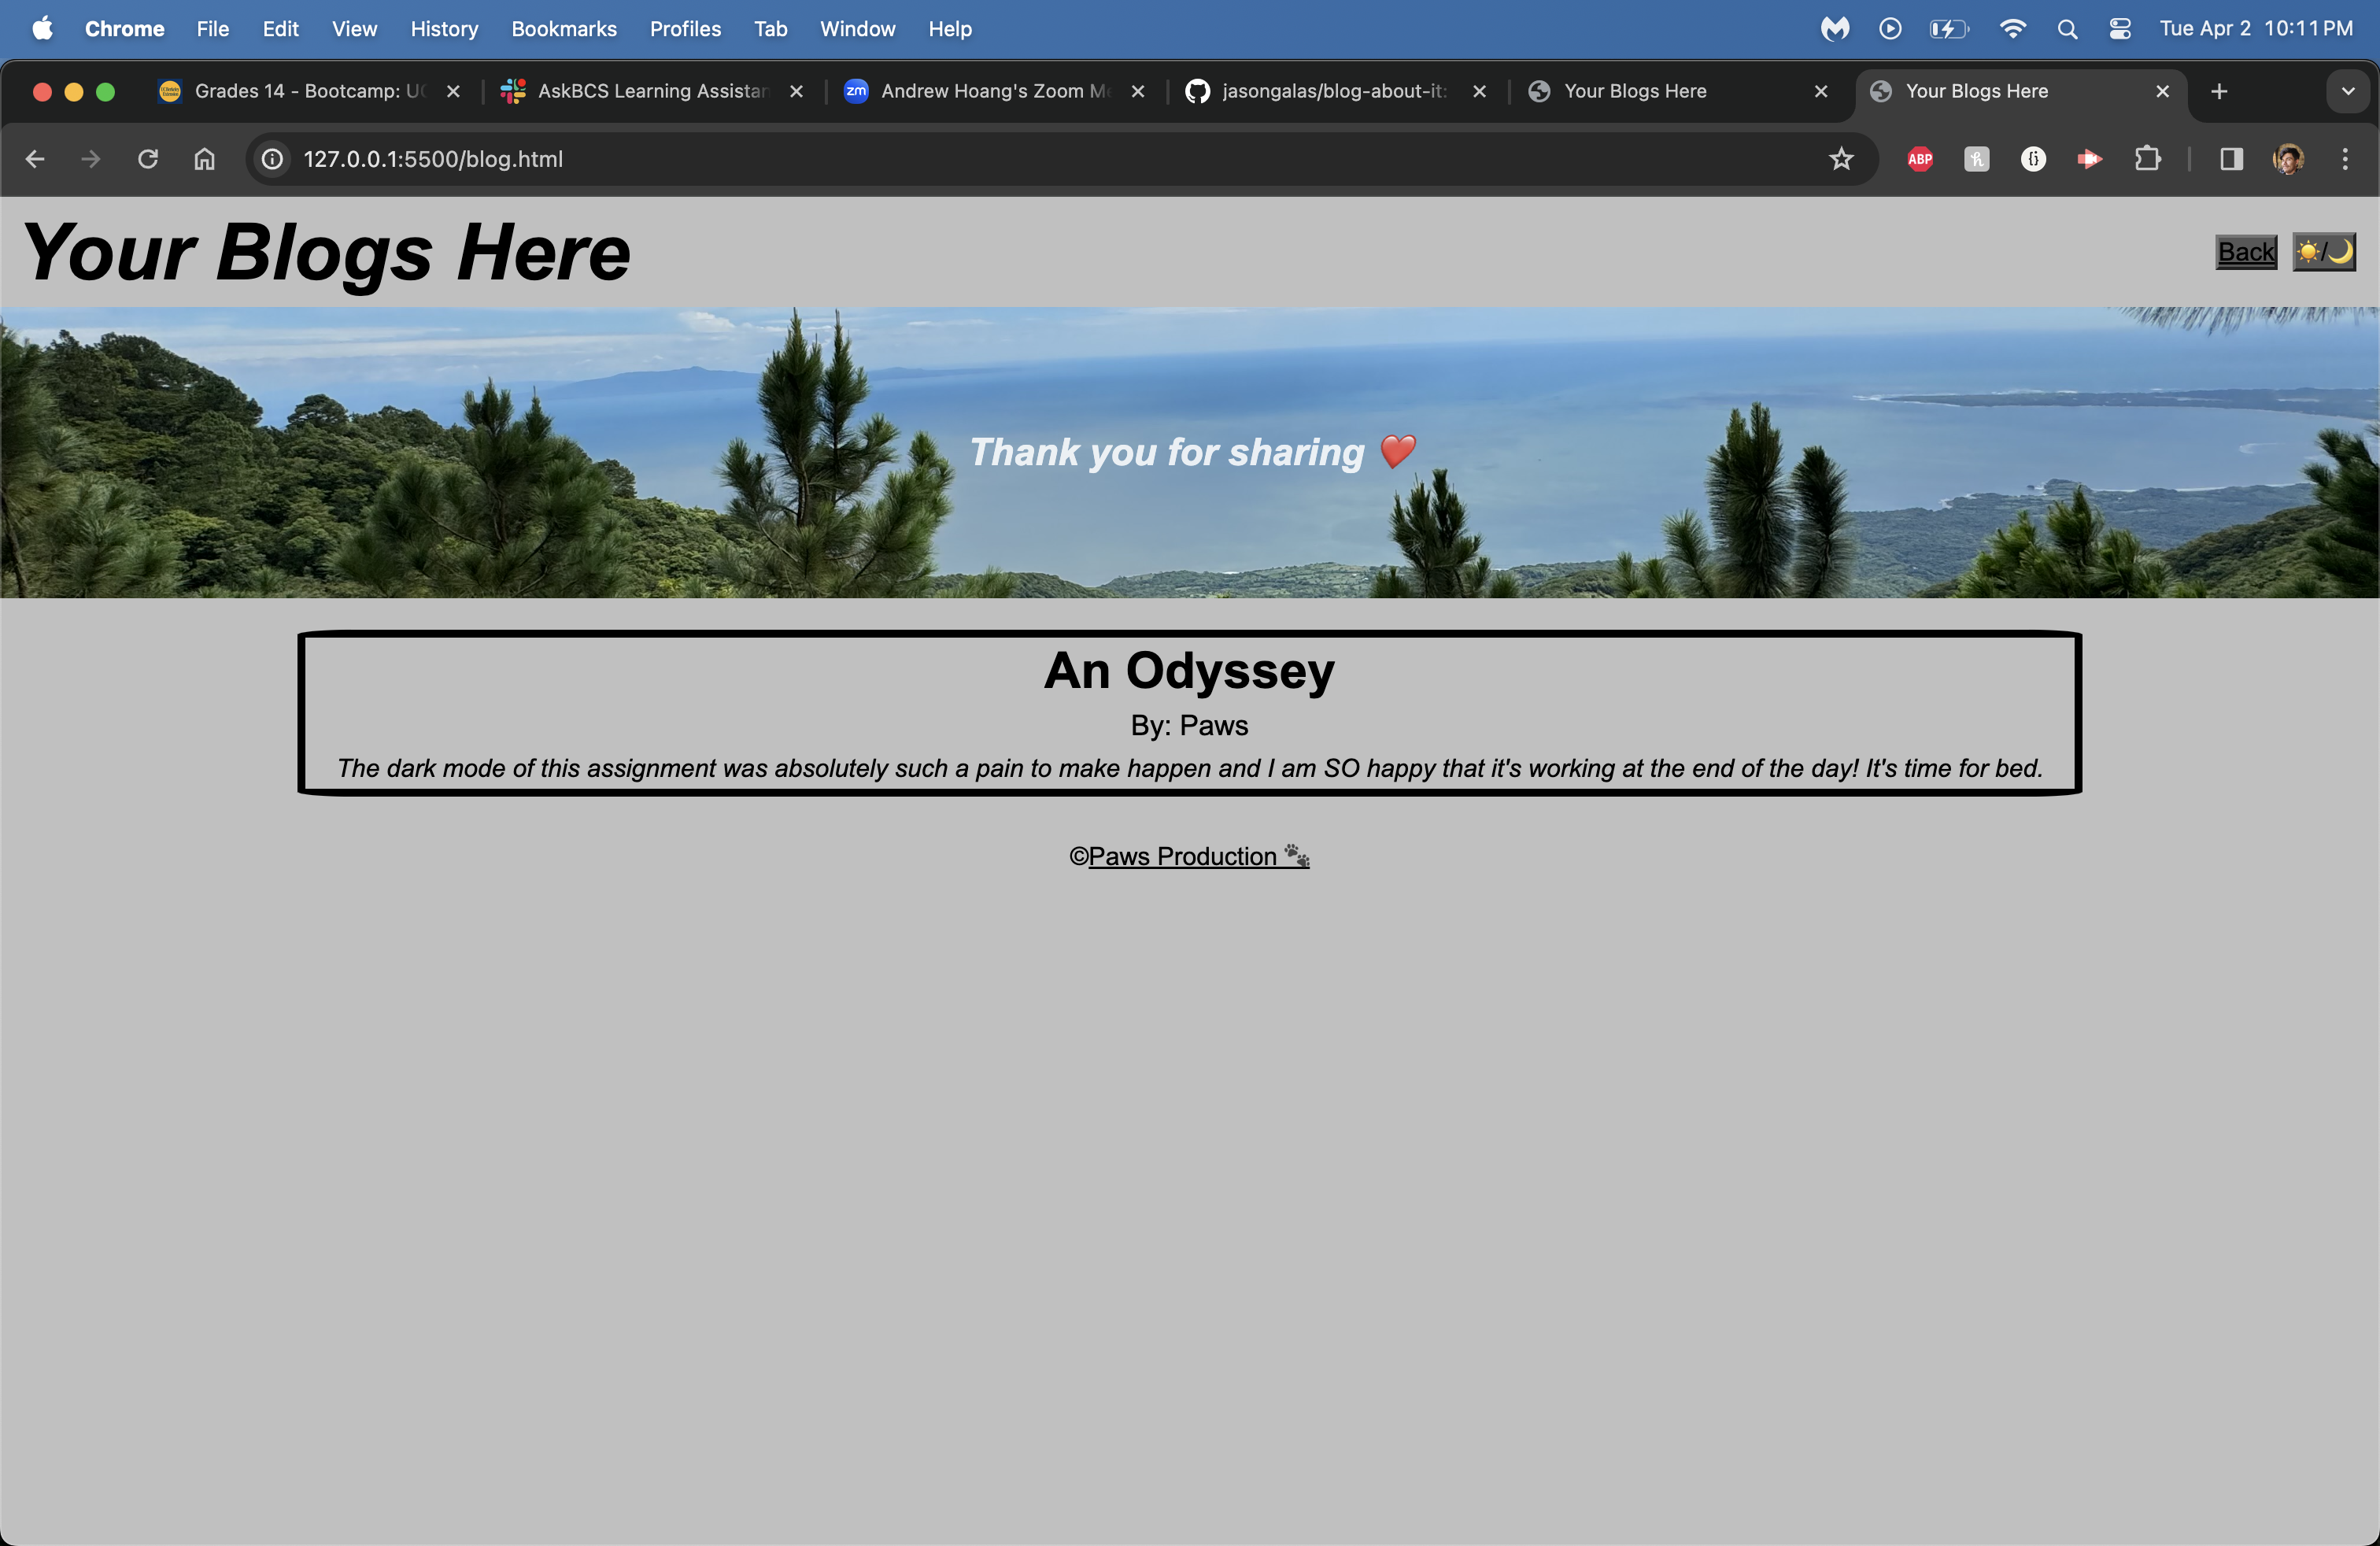 Chrome File Edit View History Bookmarks Profiles Tab Window Help Tue Apr 2 10:11 PM
Grades 14 - Bootcamp: UC AskBCS Learning Assistan zm Andrew Hoang's Zoom Me jasongalas/blog-about-it: Your Blogs Here Your Blogs Here
127.0.0.1:5500/blog.html ABP
Your Blogs Here Back ☀️/🌙
Thank you for sharing ❤️
An Odyssey
By: Paws
The dark mode of this assignment was absolutely such a pain to make happen and I am SO happy that it's working at the end of the day! It's time for bed.
©Paws Production 🐾